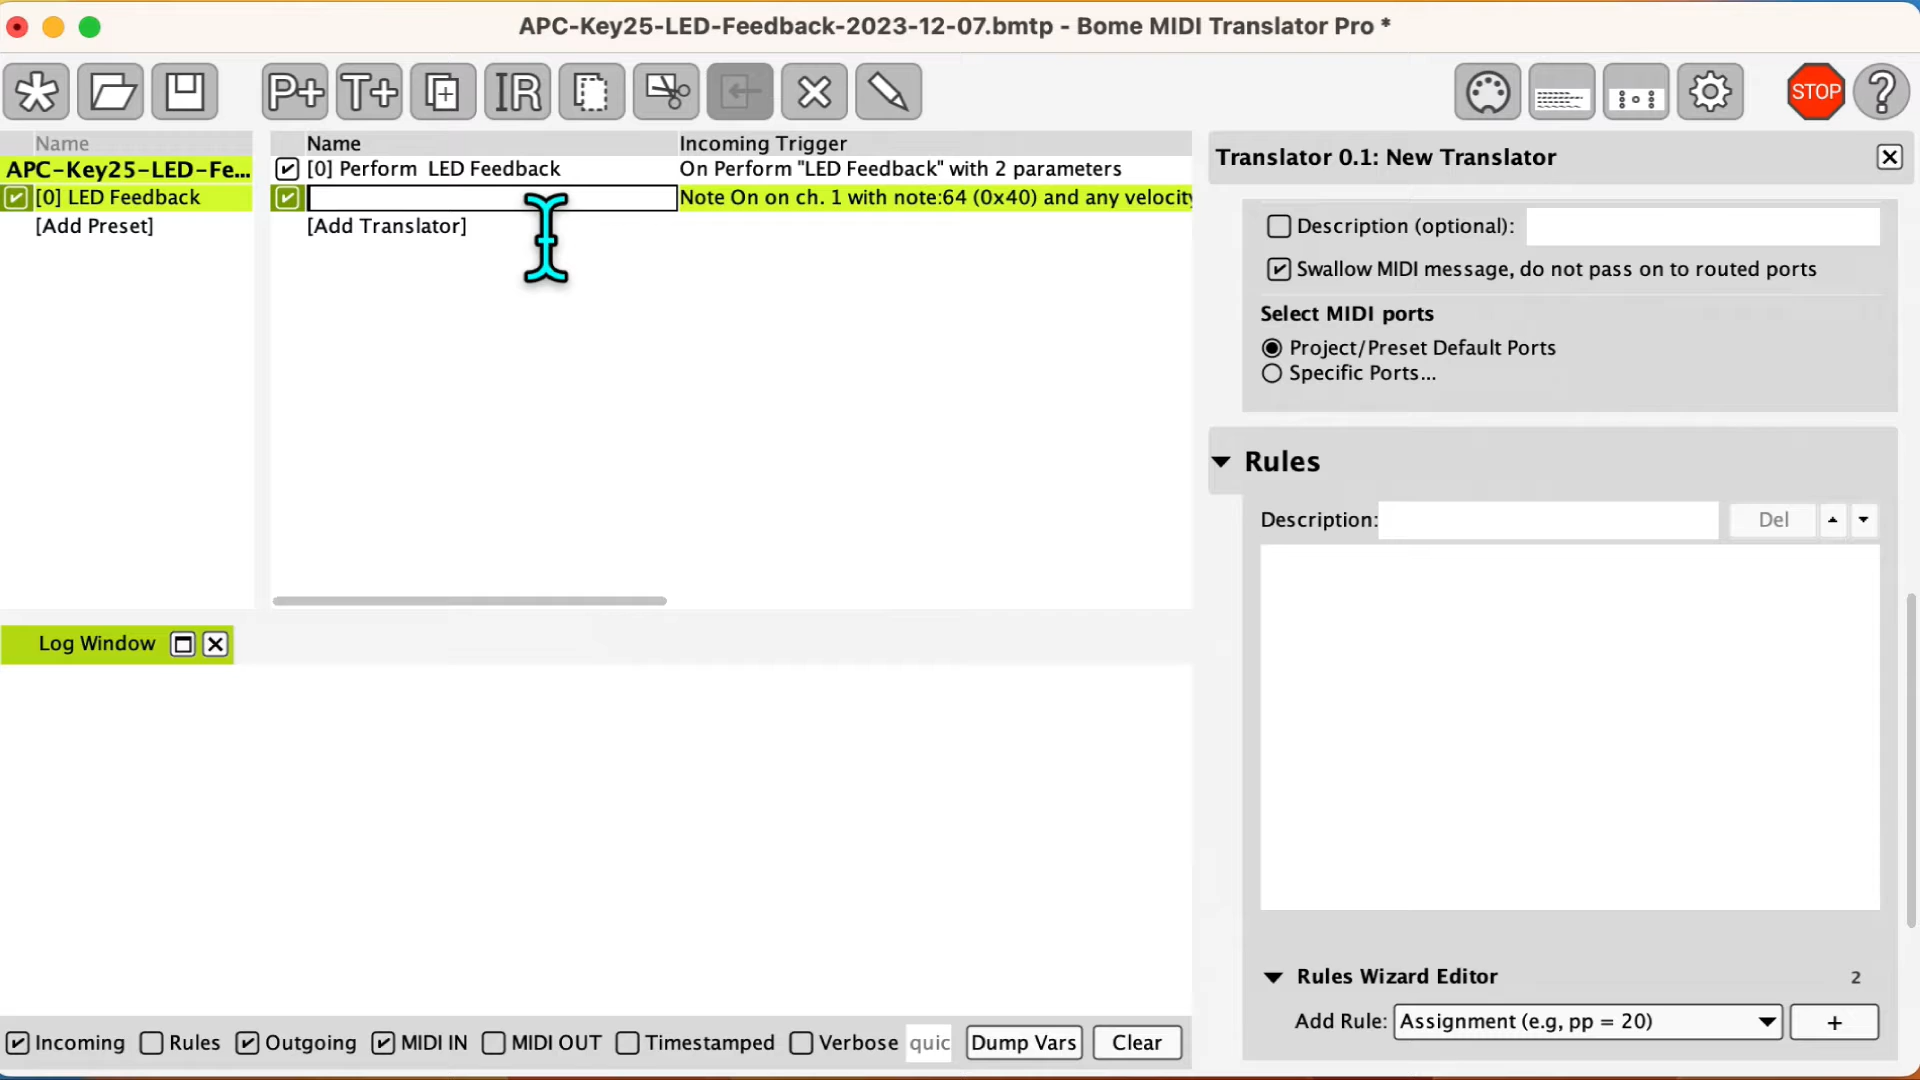 APC-Key25-LED-Feedback-2023-12-07.bmtp - Bome MIDI Translator Pro *
P+ T+ IR STOP ?
Name
APC-Key25-LED-Fe...
[0] LED Feedback
[Add Preset]
Name Incoming Trigger
[0] Perform  LED Feedback On Perform "LED Feedback" with 2 parameters
Note On on ch. 1 with note:64 (0x40) and any velocity
[Add Translator]
Translator 0.1: New Translator
Description (optional):
Swallow MIDI message, do not pass on to routed ports
Select MIDI ports
Project/Preset Default Ports
Specific Ports...
Rules
Description: Del
Rules Wizard Editor 2
Add Rule: Assignment (e.g, pp = 20) +
Log Window
Incoming Rules Outgoing MIDI IN MIDI OUT Timestamped Verbose quic Dump Vars Clear